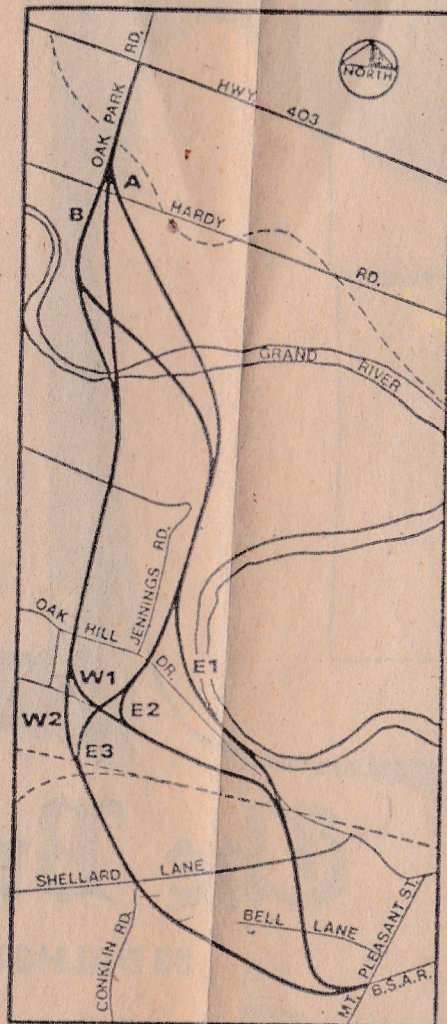 OAK PARK RD.
NORTH
HWY 403
A
B
HARDY RD.
GRAND RIVER
JENNINGS RD.
OAK HILL DR.
W1
E1
W2
E2
E3
SHELLARD LANE
BELL LANE
CONKLIN RD.
MT. PLEASANT ST.
B.S.A.R.